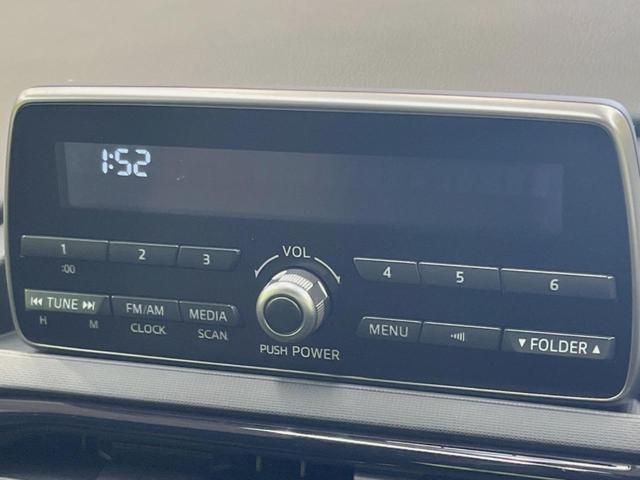 1:52
VOL
1 2 3 4 5 6
:00
⏮ TUNE ⏭ FM/AM MEDIA MENU ▼ FOLDER ▲
H M CLOCK SCAN
PUSH POWER